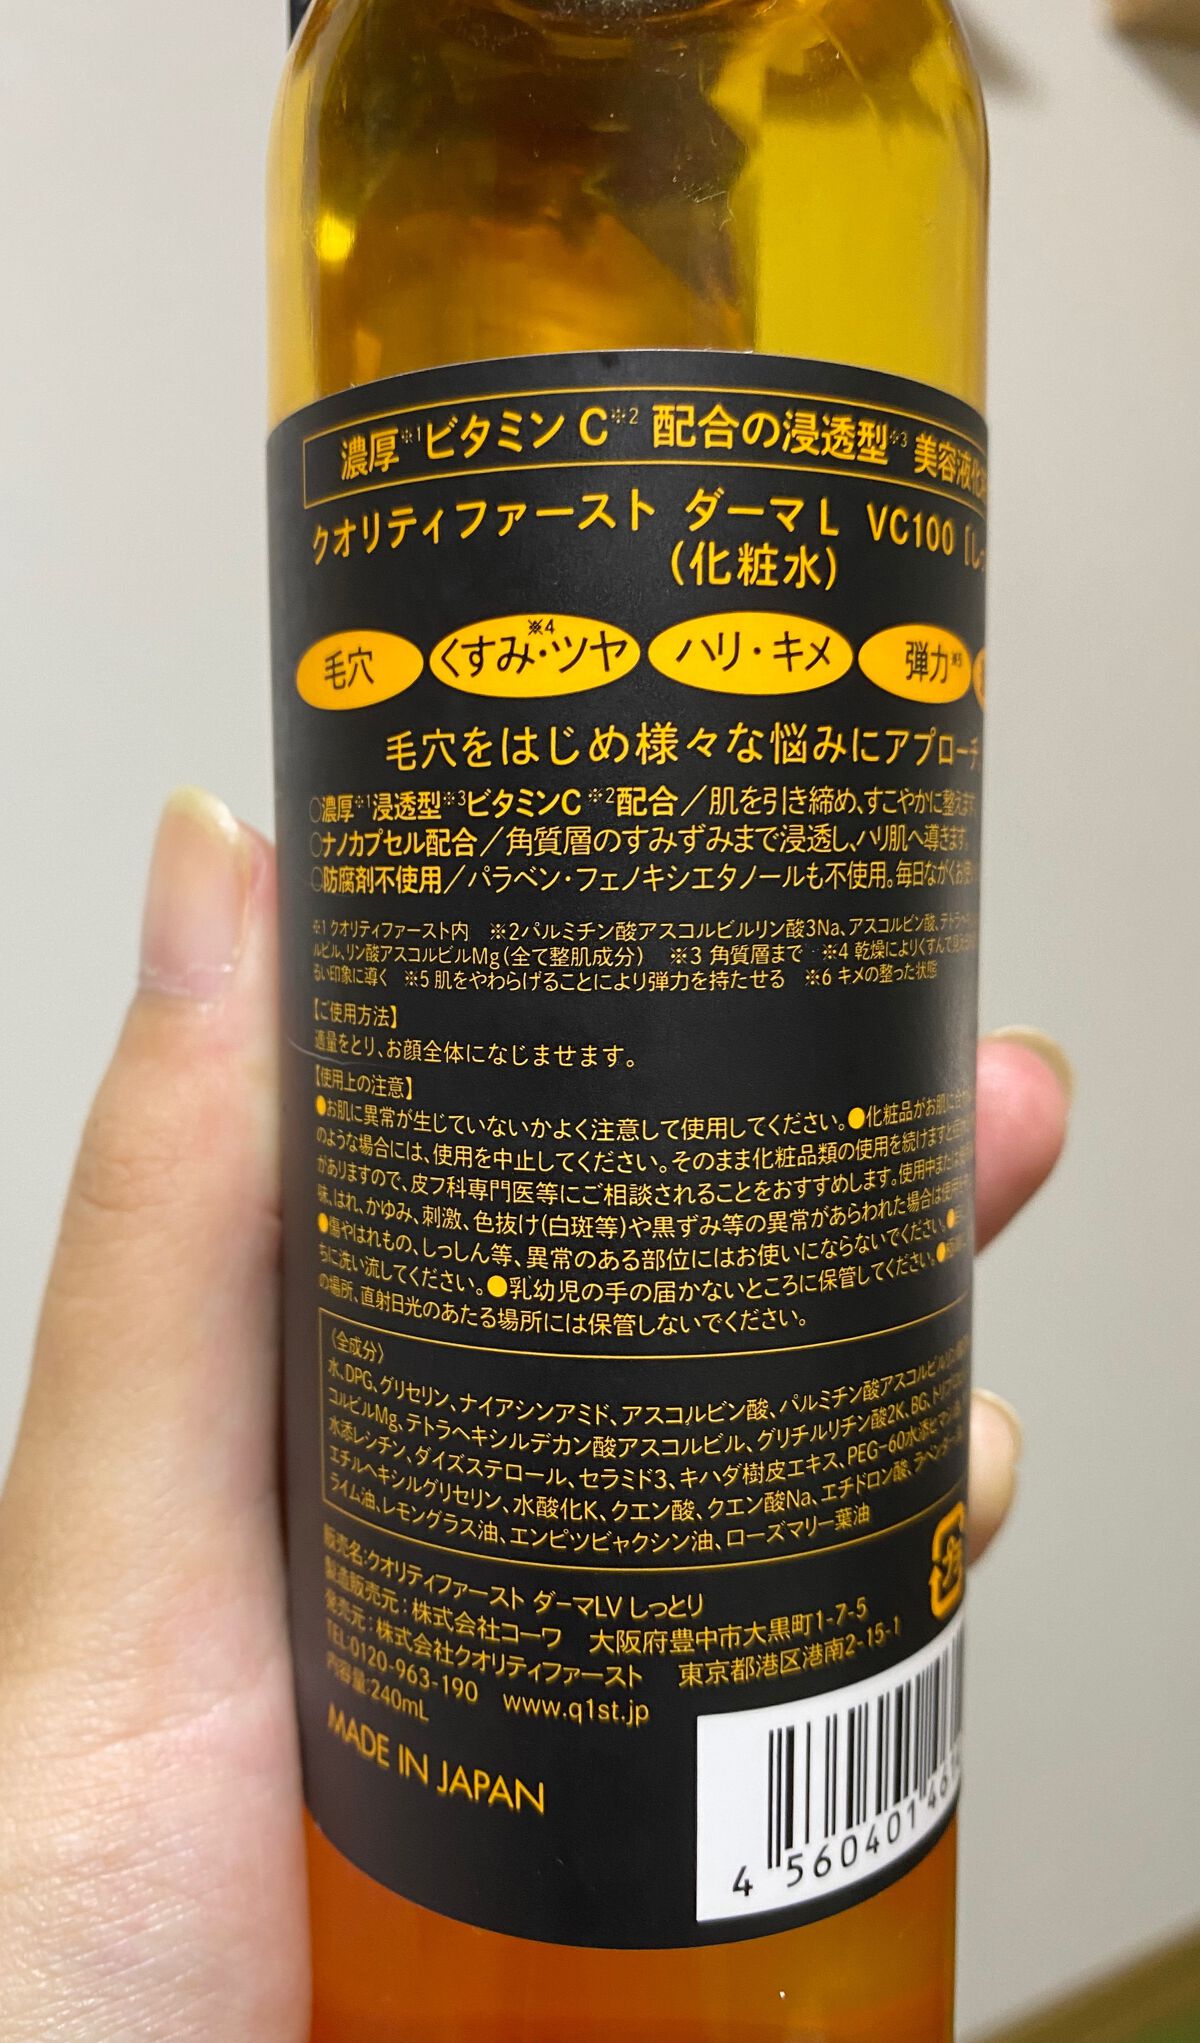 濃厚※1ビタミンC※2 配合の浸透型※3 美容液化
クオリティファースト ダーマL VC100 [しっ
(化粧水)
毛穴 くすみ※4・ツヤ ハリ・キメ 弾力※5
毛穴をはじめ様々な悩みにアプローチ
○濃厚※1浸透型※3ビタミンC※2配合／肌を引き締め、すこやかに整えます。
○ナノカプセル配合／角質層のすみずみまで浸透し、ハリ肌へ導きます。
○防腐剤不使用／パラベン・フェノキシエタノールも不使用。毎日ながくお使
※1 クオリティファースト内 ※2パルミチン酸アスコルビルリン酸3Na、アスコルビン酸、テトラヘキ
ルビル、リン酸アスコルビルMg(全て整肌成分) ※3 角質層まで ※4 乾燥によりくすんで見
るい印象に導く ※5 肌をやわらげることにより弾力を持たせる ※6 キメの整った状態
【ご使用方法】
適量をとり、お顔全体になじませます。
【使用上の注意】
●お肌に異常が生じていないかよく注意して使用してください。●化粧品がお肌に合
のような場合には、使用を中止してください。そのまま化粧品類の使用を続けますと
がありますので、皮フ科専門医等にご相談されることをおすすめします。使用中または
味、はれ、かゆみ、刺激、色抜け(白斑等)や黒ずみ等の異常があらわれた場合は使用
●傷やはれもの、しっしん等、異常のある部位にはお使いにならないでください。●
ちに洗い流してください。●乳幼児の手の届かないところに保管してください。●
の場所、直射日光のあたる場所には保管しないでください。
〈全成分〉
水、DPG、グリセリン、ナイアシンアミド、アスコルビン酸、パルミチン酸アスコルビルリン酸
コルビルMg、テトラヘキシルデカン酸アスコルビル、グリチルリチン酸2K、BG、トリ
水添レシチン、ダイズステロール、セラミド3、キハダ樹皮エキス、PEG-60水添ヒマシ油、
エチルヘキシルグリセリン、水酸化K、クエン酸、クエン酸Na、エチドロン酸、ラベンダー油、
ライム油、レモングラス油、エンピツビャクシン油、ローズマリー葉油
販売名:クオリティファースト ダーマLV しっとり
製造販売元：株式会社コーワ 大阪府豊中市大黒町1-7-5
発売元：株式会社クオリティファースト 東京都港区港南2-15-1
TEL:0120-963-190 www.q1st.jp
内容量:240mL
MADE IN JAPAN
4 560401 46